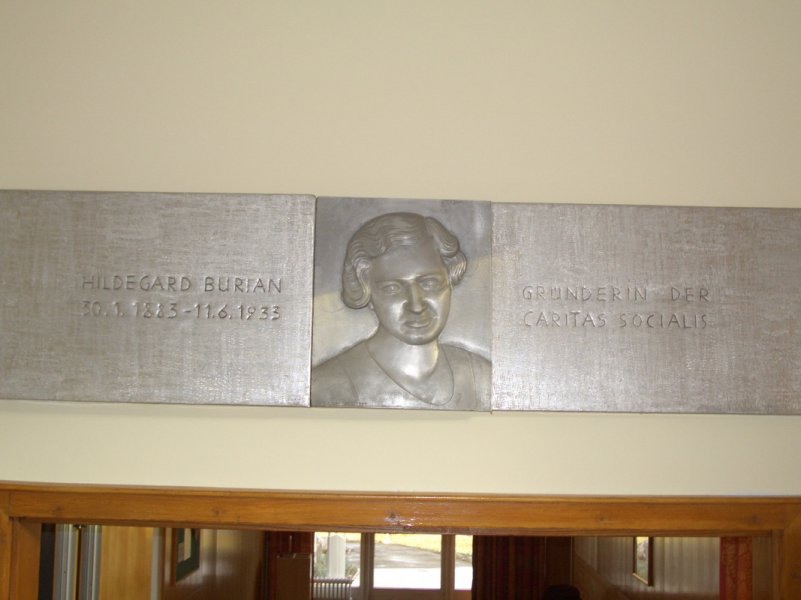 HILDEGARD BURIAN
30.1.1883-11.6.1933
GRÜNDERIN DER
CARITAS SOCIALIS